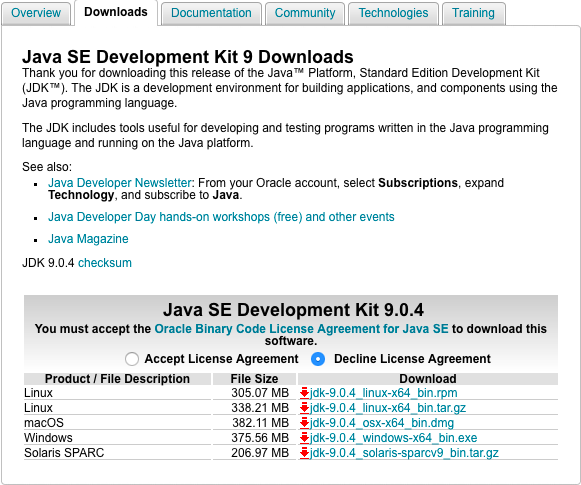 Overview Downloads Documentation Community Technologies Training
Java SE Development Kit 9 Downloads
Thank you for downloading this release of the Java™ Platform, Standard Edition Development Kit
(JDK™). The JDK is a development environment for building applications, and components using the
Java programming language.
The JDK includes tools useful for developing and testing programs written in the Java programming
language and running on the Java platform.
See also:
Java Developer Newsletter: From your Oracle account, select Subscriptions, expand
Technology, and subscribe to Java.
Java Developer Day hands-on workshops (free) and other events
Java Magazine
JDK 9.0.4 checksum
Java SE Development Kit 9.0.4
You must accept the Oracle Binary Code License Agreement for Java SE to download this
software.
Accept License Agreement Decline License Agreement
Product / File Description File Size Download
Linux 305.07 MB jdk-9.0.4_linux-x64_bin.rpm
Linux 338.21 MB jdk-9.0.4_linux-x64_bin.tar.gz
macOS 382.11 MB jdk-9.0.4_osx-x64_bin.dmg
Windows 375.56 MB jdk-9.0.4_windows-x64_bin.exe
Solaris SPARC 206.97 MB jdk-9.0.4_solaris-sparcv9_bin.tar.gz